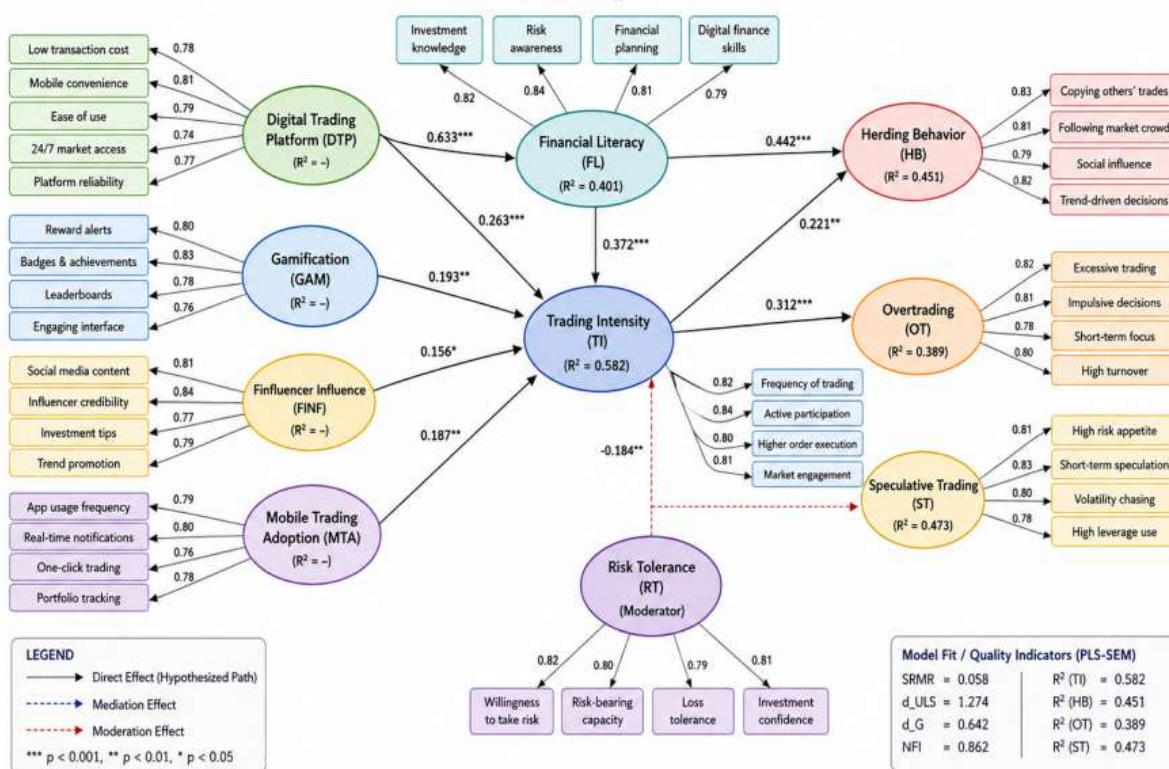 Investment
knowledge
Risk
awareness
Financial
planning
Digital finance
skills
0.82
0.84
0.81
0.79
Low transaction cost
Mobile convenience
Ease of use
24/7 market access
Platform reliability
0.78
0.81
0.79
0.74
0.77
Digital Trading
Platform (DTP)
(R² = –)
0.633***
0.263***
Financial Literacy
(FL)
(R² = 0.401)
0.442***
0.372***
Herding Behavior
(HB)
(R² = 0.451)
0.83
0.81
0.79
0.82
Copying others' trades
Following market crowd
Social influence
Trend-driven decisions
0.221**
Reward alerts
Badges & achievements
Leaderboards
Engaging interface
0.80
0.83
0.78
0.76
Gamification
(GAM)
(R² = –)
0.193**
Trading Intensity
(TI)
(R² = 0.582)
0.312***
Overtrading
(OT)
(R² = 0.389)
0.82
0.81
0.78
0.80
Excessive trading
Impulsive decisions
Short-term focus
High turnover
Social media content
Influencer credibility
Investment tips
Trend promotion
0.81
0.84
0.77
0.79
Finfluencer Influence
(FINF)
(R² = –)
0.156*
0.82
0.84
0.80
0.81
Frequency of trading
Active participation
Higher order execution
Market engagement
-0.184**
Speculative Trading
(ST)
(R² = 0.473)
0.81
0.83
0.80
0.78
High risk appetite
Short-term speculation
Volatility chasing
High leverage use
App usage frequency
Real-time notifications
One-click trading
Portfolio tracking
0.79
0.80
0.76
0.78
Mobile Trading
Adoption (MTA)
(R² = –)
0.187**
Risk Tolerance
(RT)
(Moderator)
0.82
0.80
0.79
0.81
Willingness
to take risk
Risk-bearing
capacity
Loss
tolerance
Investment
confidence
LEGEND
Direct Effect (Hypothesized Path)
Mediation Effect
Moderation Effect
*** p < 0.001, ** p < 0.01, * p < 0.05
Model Fit / Quality Indicators (PLS-SEM)
SRMR = 0.058 R² (TI) = 0.582
d_ULS = 1.274 R² (HB) = 0.451
d_G = 0.642 R² (OT) = 0.389
NFI = 0.862 R² (ST) = 0.473